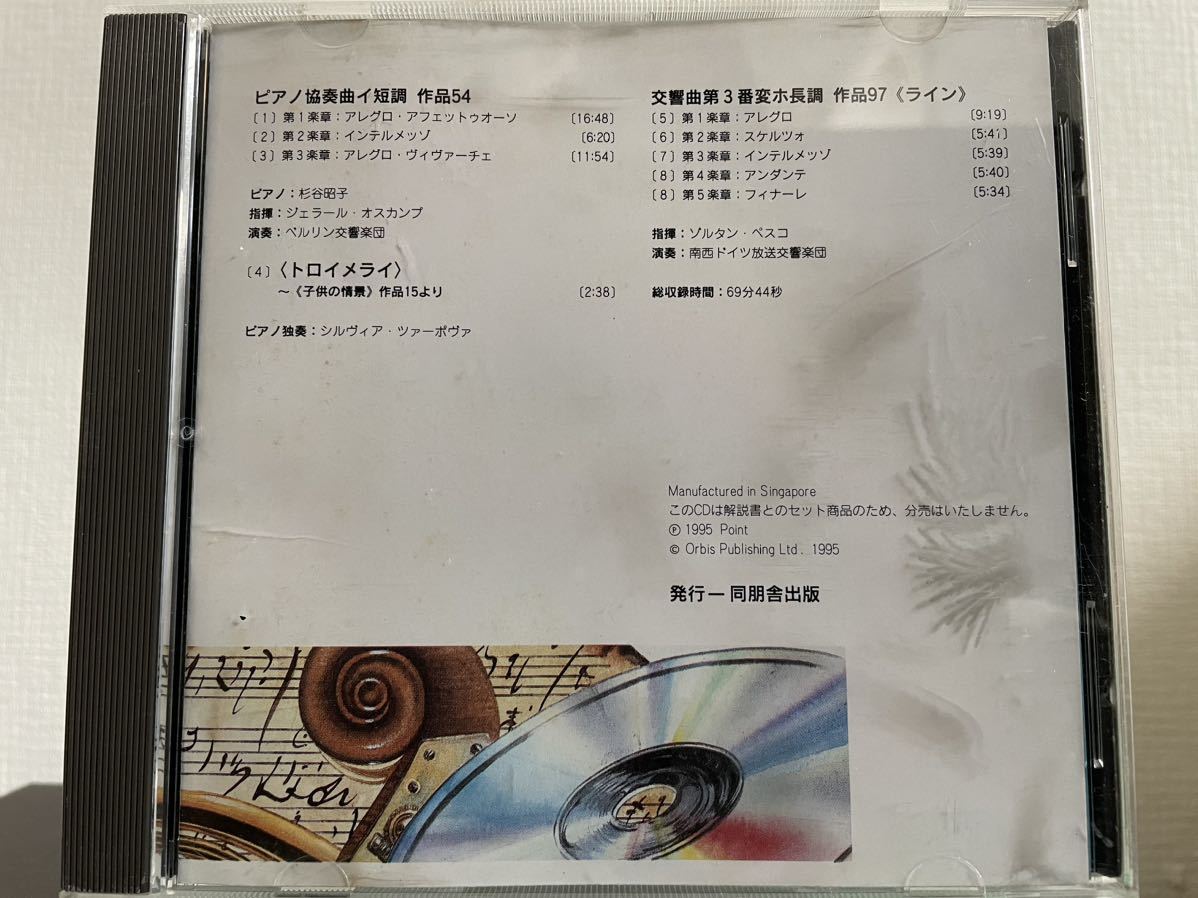 ピアノ協奏曲イ短調 作品54
〔1〕第1楽章：アレグロ・アフェットゥオーソ 〔16:48〕
〔2〕第2楽章：インテルメッゾ 〔6:20〕
〔3〕第3楽章：アレグロ・ヴィヴァーチェ 〔11:54〕
ピアノ：杉谷昭子
指揮：ジェラール・オスカンプ
演奏：ベルリン交響楽団
〔4〕〈トロイメライ〉
～《子供の情景》作品15より 〔2:38〕
ピアノ独奏：シルヴィア・ツァーポヴァ
交響曲第3番変ホ長調 作品97《ライン》
〔5〕第1楽章：アレグロ 〔9:19〕
〔6〕第2楽章：スケルツォ 〔5:41〕
〔7〕第3楽章：インテルメッゾ 〔5:39〕
〔8〕第4楽章：アンダンテ 〔5:40〕
〔8〕第5楽章：フィナーレ 〔5:34〕
指揮：ゾルタン・ペスコ
演奏：南西ドイツ放送交響楽団
総収録時間：69分44秒
Manufactured in Singapore
このCDは解説書とのセット商品のため、分売はいたしません。
℗ 1995 Point
© Orbis Publishing Ltd. 1995
発行ー同朋舎出版